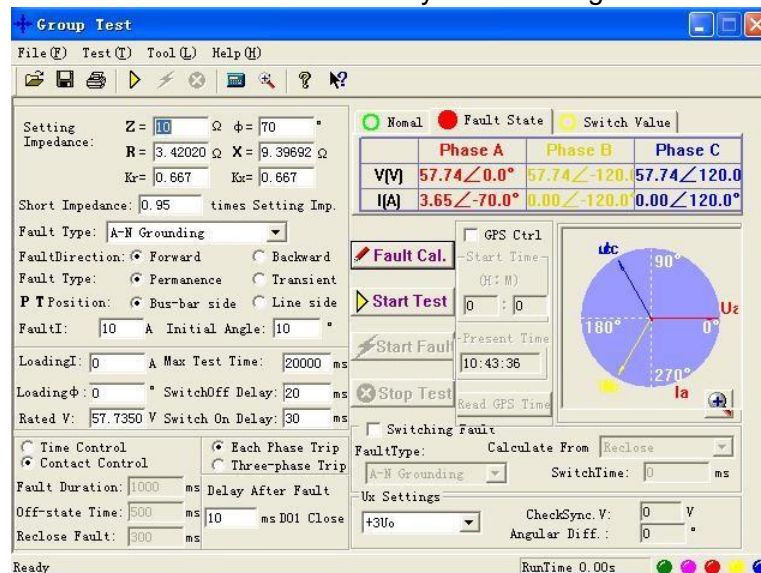 Group Test
File(F) Test(T) Tool(L) Help(H)
Setting Impedance:
Z= 10 Ω ϕ= 70 °
R= 3.42020 Ω X= 9.39692 Ω
Kr= 0.667 Kx= 0.667
Short Impedance: 0.95 times Setting Imp.
Fault Type: A-N Grounding
FaultDirection: Forward Backward
Fault Type: Permanence Transient
P T Position: Bus-bar side Line side
FaultI: 10 A Initial Angle: 10 °
LoadingI: 0 A Max Test Time: 20000 ms
Loadingϕ: 0 ° SwitchOff Delay: 20 ms
Rated V: 57.7350 V Switch On Delay: 30 ms
Time Control Each Phase Trip
Contact Control Three-phase Trip
Fault Duration: 1000 ms Delay After Fault
Off-state Time: 500 ms 10 ms DO1 Close
Reclose Fault: 300 ms
Nomal Fault State Switch Value
Phase A Phase B Phase C
V(V) 57.74∠0.0° 57.74∠-120.0 57.74∠120.0
I(A) 3.65∠-70.0° 0.00∠-120.0° 0.00∠120.0°
Fault Cal.
Start Test
Start Fault
Stop Test
GPS Ctrl
Start Time
(H:M)
0 : 0
Present Time
10:43:36
Read GPS Time
90°
180° 0°
270°
Ua
Ia
Switching Fault
FaultType: Calculate From Reclose
A-N Grounding SwitchTime: 0 ms
Ux Settings
+3Uo CheckSync.V: 0 V
Angular Diff.: 0 °
Ready RunTime 0.00s